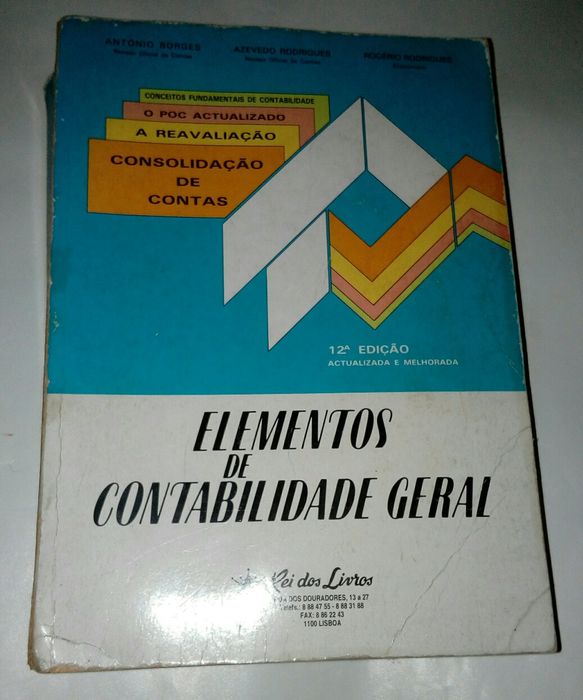 ANTÓNIO BORGES
Revisor Oficial de Contas
AZEVEDO RODRIGUES
Revisor Oficial de Contas
ROGÉRIO RODRIGUES
Economista
CONCEITOS FUNDAMENTAIS DE CONTABILIDADE
O POC ACTUALIZADO
A REAVALIAÇÃO
CONSOLIDAÇÃO
DE
CONTAS
12ª EDIÇÃO
ACTUALIZADA E MELHORADA
ELEMENTOS
DE
CONTABILIDADE GERAL
Rei dos Livros
DOS DOURADORES, 13 a 27
Telefs.: 8 88 47 55 - 8 88 31 88
FAX: 8 86 22 43
1100 LISBOA